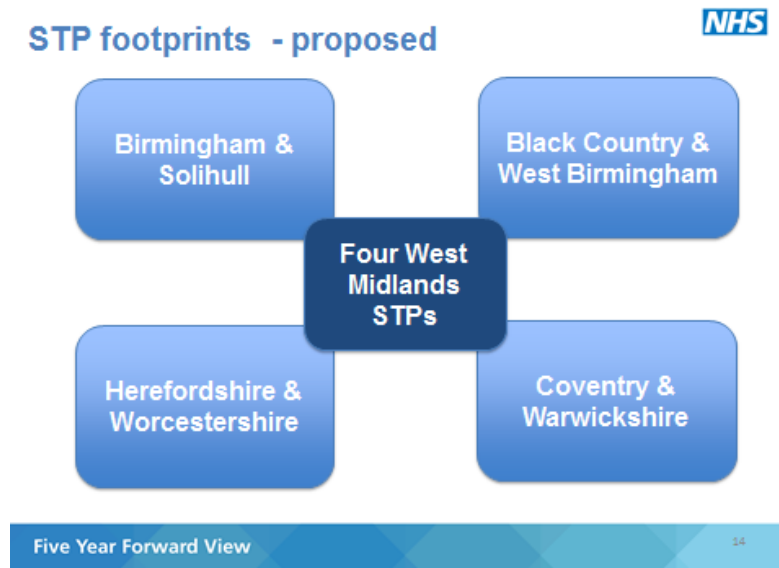 NHS
STP footprints - proposed
Birmingham &
Solihull
Black Country &
West Birmingham
Four West
Midlands
STPs
Herefordshire &
Worcestershire
Coventry &
Warwickshire
Five Year Forward View
14